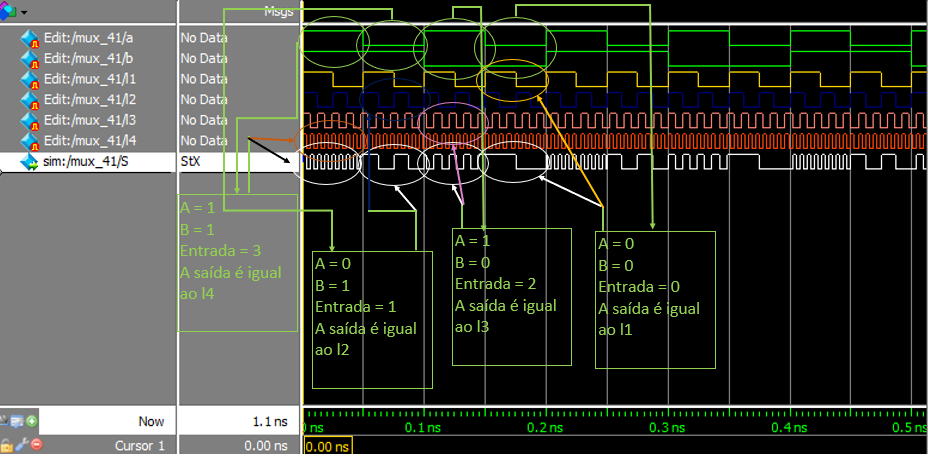 Msgs
Edit:/mux_41/a No Data
Edit:/mux_41/b No Data
Edit:/mux_41/I1 No Data
Edit:/mux_41/I2 No Data
Edit:/mux_41/I3 No Data
Edit:/mux_41/I4 No Data
sim:/mux_41/S StX
A = 1
B = 1
Entrada = 3
A saída é igual
ao I4
A = 0
B = 1
Entrada = 1
A saída é igual
ao I2
A = 1
B = 0
Entrada = 2
A saída é igual
ao I3
A = 0
B = 0
Entrada = 0
A saída é igual
ao I1
Now 1.1 ns
ns 0.1 ns 0.2 ns 0.3 ns 0.4 ns 0.5 n
Cursor 1 0.00 ns
0.00 ns